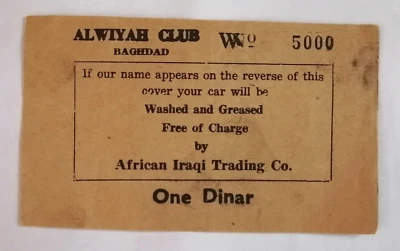 ALWIYAH CLUB
BAGHDAD
No 5000
If our name appears on the reverse of this
cover your car will be
Washed and Greased
Free of Charge
by
African Iraqi Trading Co.
One Dinar